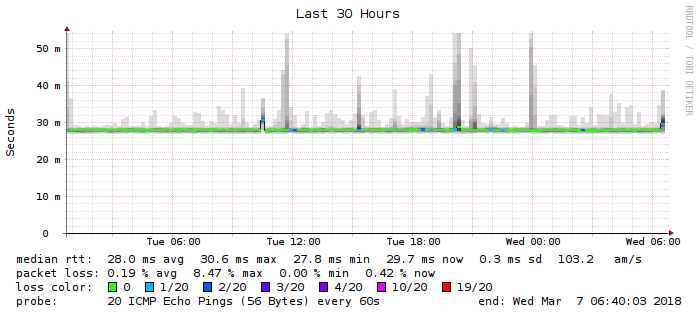 Last 30 Hours
RRDTOOL / TOBI OETIKER
Seconds
50 m
40 m
30 m
20 m
10 m
0
Tue 06:00 Tue 12:00 Tue 18:00 Wed 00:00 Wed 06:00
median rtt: 28.0 ms avg 30.6 ms max 27.8 ms min 29.7 ms now 0.3 ms sd 103.2 am/s
packet loss: 0.19 % avg 8.47 % max 0.00 % min 0.42 % now
loss color: 0 1/20 2/20 3/20 4/20 10/20 19/20
probe: 20 ICMP Echo Pings (56 Bytes) every 60s end: Wed Mar 7 06:40:03 2018